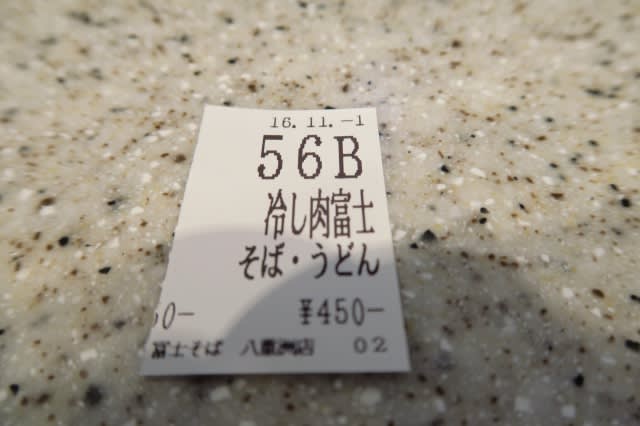 16.11.-1
56B
冷し肉富士
そば・うどん
0- ¥450-
富士そば 八重洲店 02